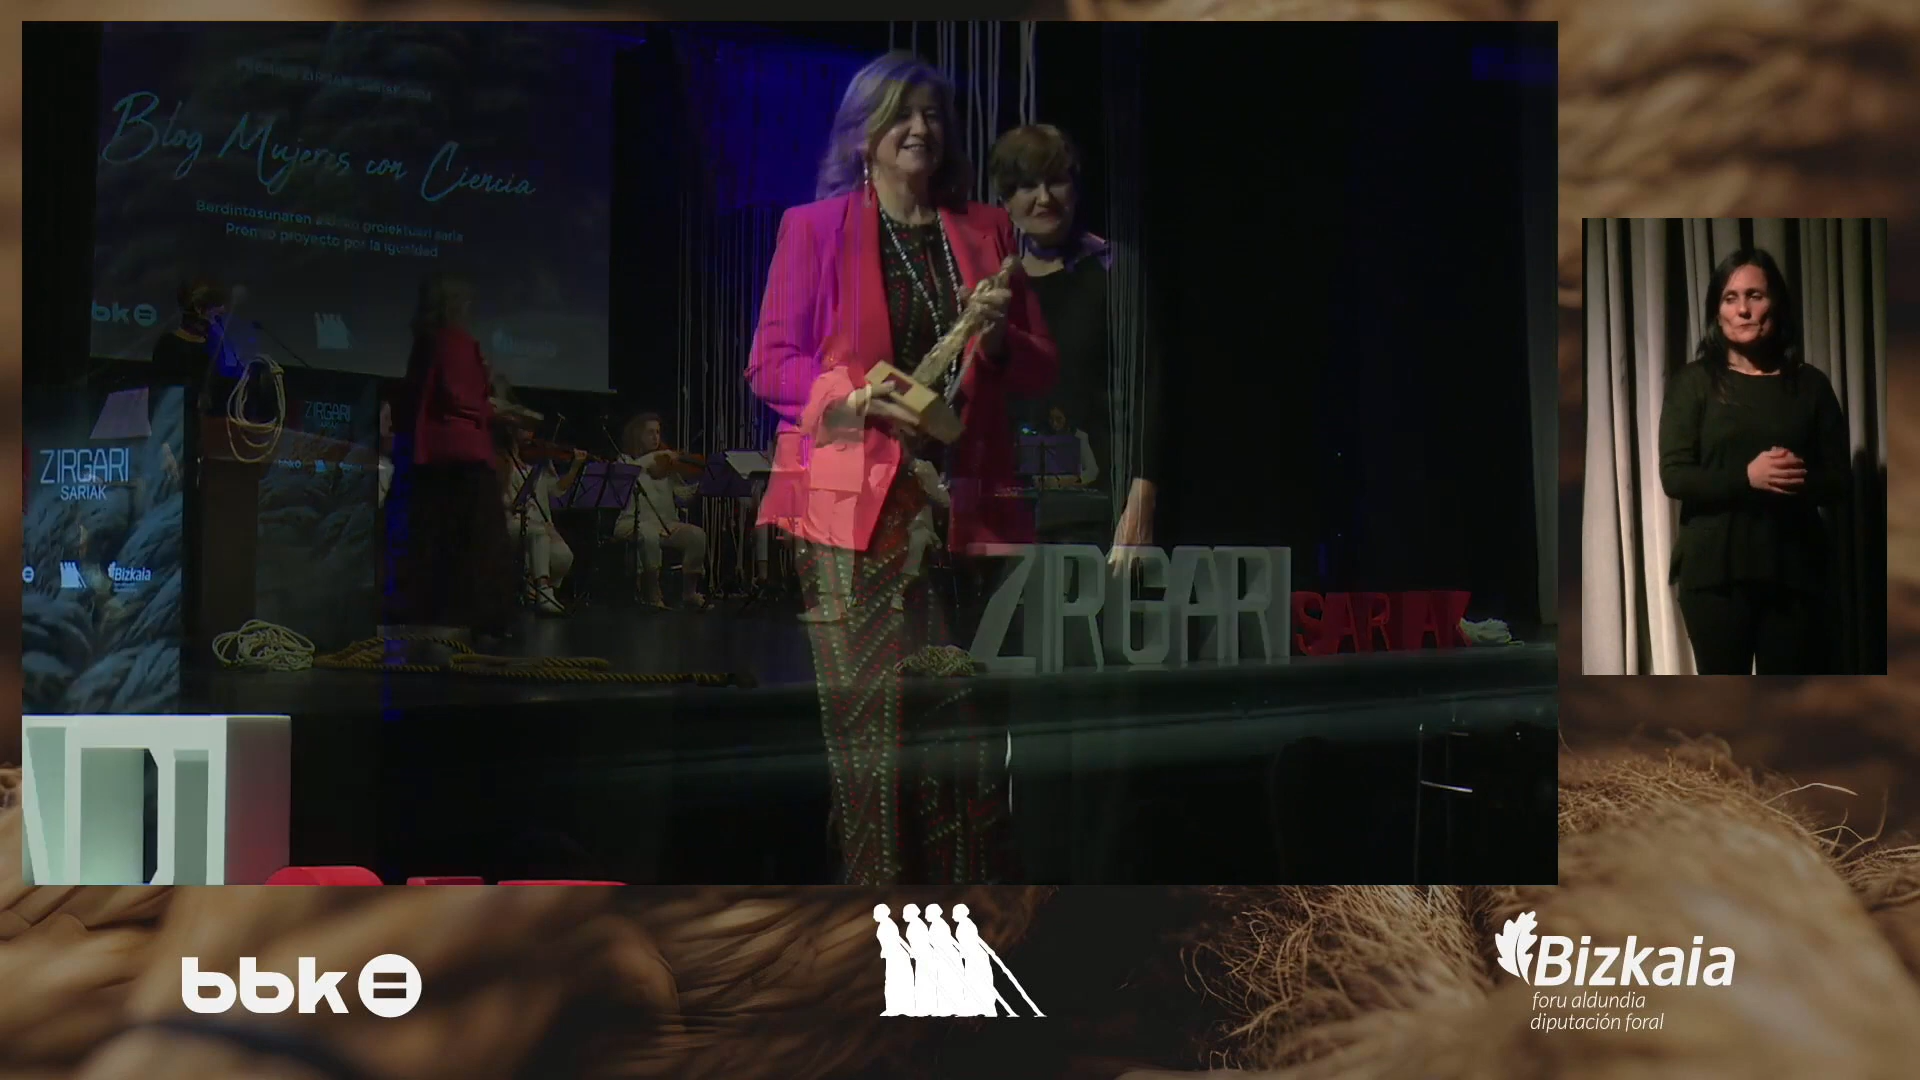 Blog Mujeres con Ciencia
Berdintasunaren aldeko proiektuari saria
Premio proyecto por la igualdad
bbk
ZIRGARI
SARIAK
ZIRGARI
Bizkaia
ZIRGARI SARIAK
bbk
Bizkaia
foru aldundia
diputación foral